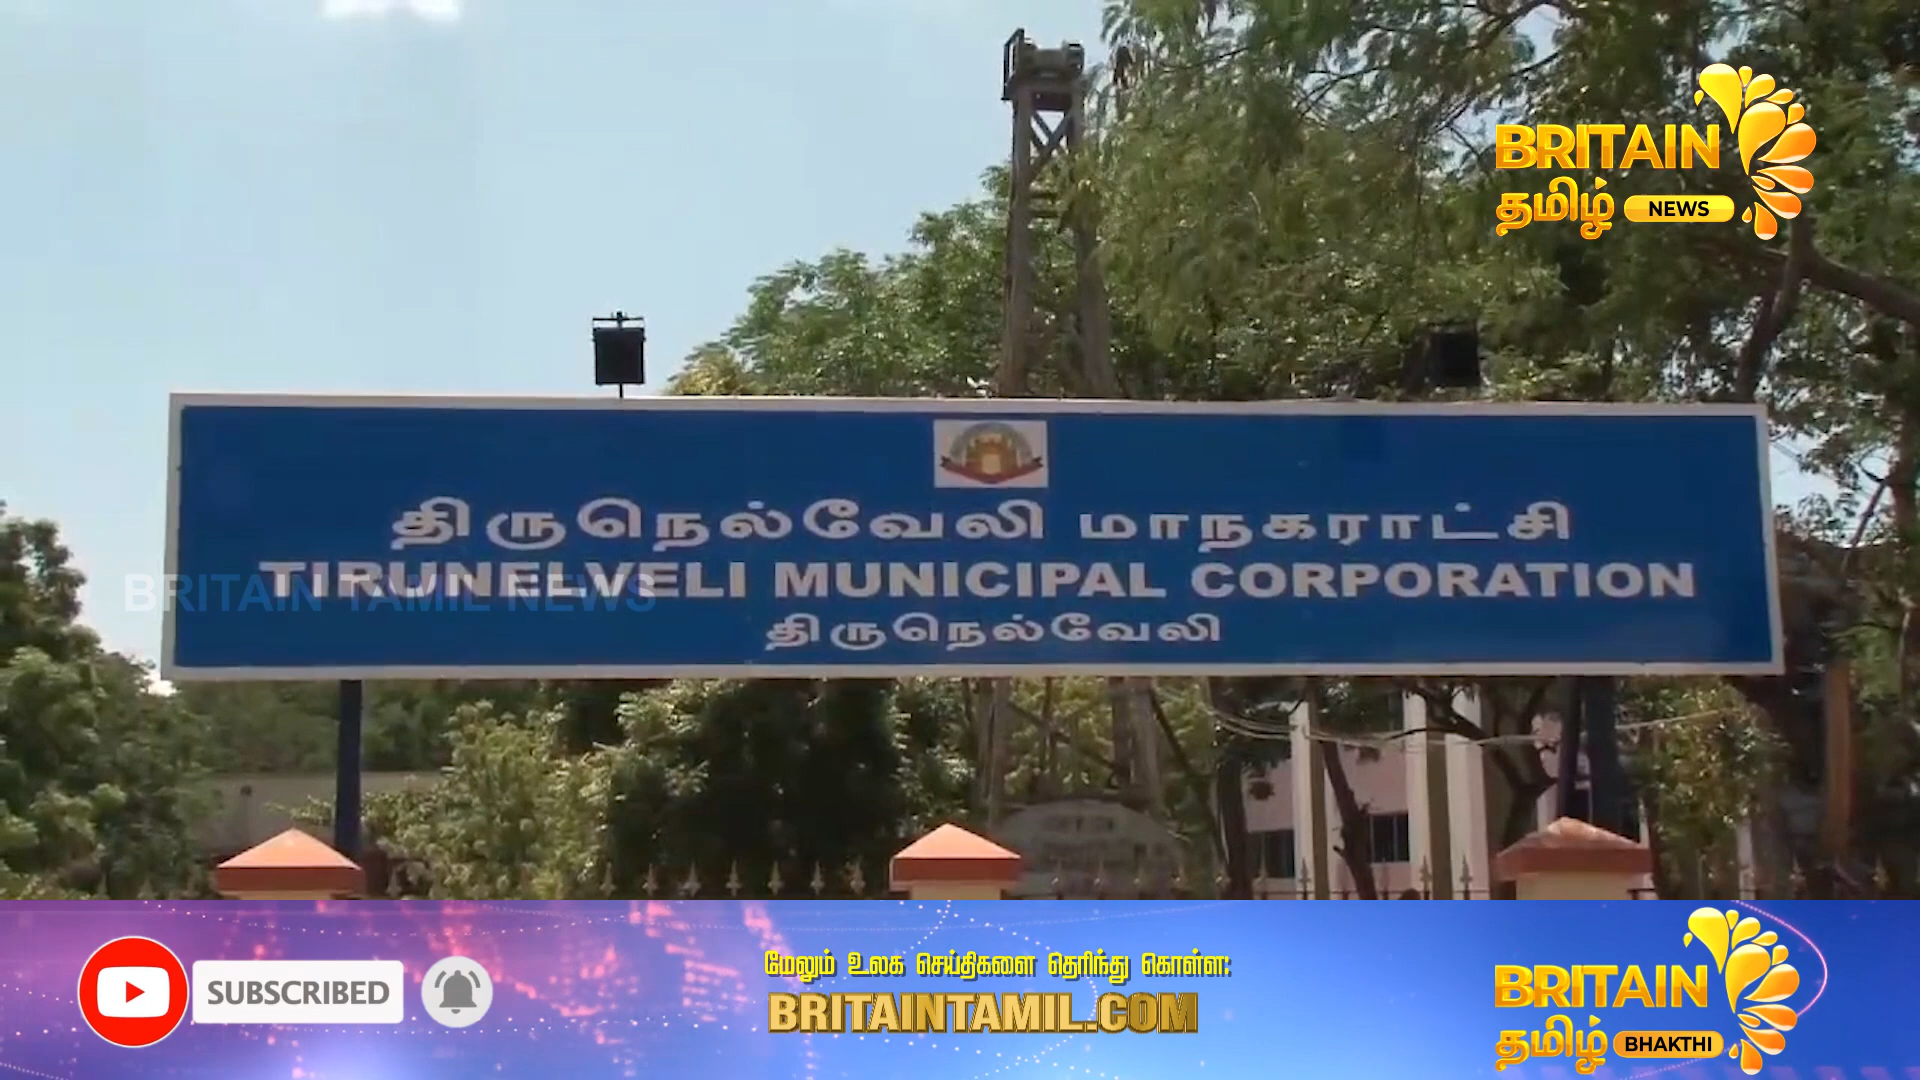 BRITAIN
தமிழ் NEWS
திருநெல்வேலி மாநகராட்சி
TIRUNELVELI MUNICIPAL CORPORATION
BRITAIN TAMIL NEWS
திருநெல்வேலி
SUBSCRIBED
மேலும் உலக செய்திகளை தெரிந்து கொள்ள:
BRITAINTAMIL.COM
BRITAIN
தமிழ் BHAKTHI